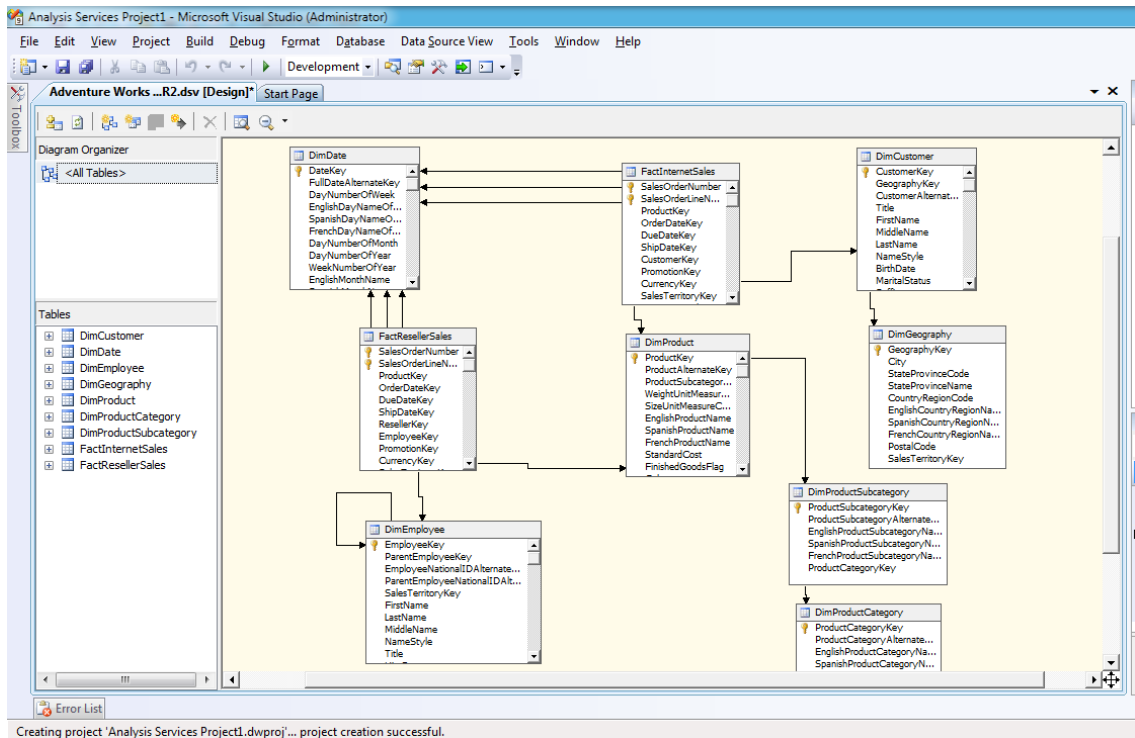 Analysis Services Project1 - Microsoft Visual Studio (Administrator)
File Edit View Project Build Debug Format Database Data Source View Tools Window Help
Development
Toolbox
Adventure Works ...R2.dsv [Design]* Start Page
Diagram Organizer
<All Tables>
Tables
DimCustomer
DimDate
DimEmployee
DimGeography
DimProduct
DimProductCategory
DimProductSubcategory
FactInternetSales
FactResellerSales
DimDate
DateKey
FullDateAlternateKey
DayNumberOfWeek
EnglishDayNameOf...
SpanishDayNameO...
FrenchDayNameOf...
DayNumberOfMonth
DayNumberOfYear
WeekNumberOfYear
EnglishMonthName
FactInternetSales
SalesOrderNumber
SalesOrderLineN...
ProductKey
OrderDateKey
DueDateKey
ShipDateKey
CustomerKey
PromotionKey
CurrencyKey
SalesTerritoryKey
DimCustomer
CustomerKey
GeographyKey
CustomerAlternat...
Title
FirstName
MiddleName
LastName
NameStyle
BirthDate
MaritalStatus
FactResellerSales
SalesOrderNumber
SalesOrderLineN...
ProductKey
OrderDateKey
DueDateKey
ShipDateKey
ResellerKey
EmployeeKey
PromotionKey
CurrencyKey
DimProduct
ProductKey
ProductAlternateKey
ProductSubcategor...
WeightUnitMeasur...
SizeUnitMeasureC...
EnglishProductName
SpanishProductName
FrenchProductName
StandardCost
FinishedGoodsFlag
DimGeography
GeographyKey
City
StateProvinceCode
StateProvinceName
CountryRegionCode
EnglishCountryRegionNa...
SpanishCountryRegionNa...
FrenchCountryRegionNa...
PostalCode
SalesTerritoryKey
DimProductSubcategory
ProductSubcategoryKey
ProductSubcategoryAlternate...
EnglishProductSubcategoryNa...
SpanishProductSubcategoryN...
FrenchProductSubcategoryNa...
ProductCategoryKey
DimEmployee
EmployeeKey
ParentEmployeeKey
EmployeeNationalIDAlternate...
ParentEmployeeNationalIDAlt...
SalesTerritoryKey
FirstName
LastName
MiddleName
NameStyle
Title
DimProductCategory
ProductCategoryKey
ProductCategoryAlternate...
EnglishProductCategoryNa...
SpanishProductCategoryN...
Error List
Creating project 'Analysis Services Project1.dwproj'... project creation successful.